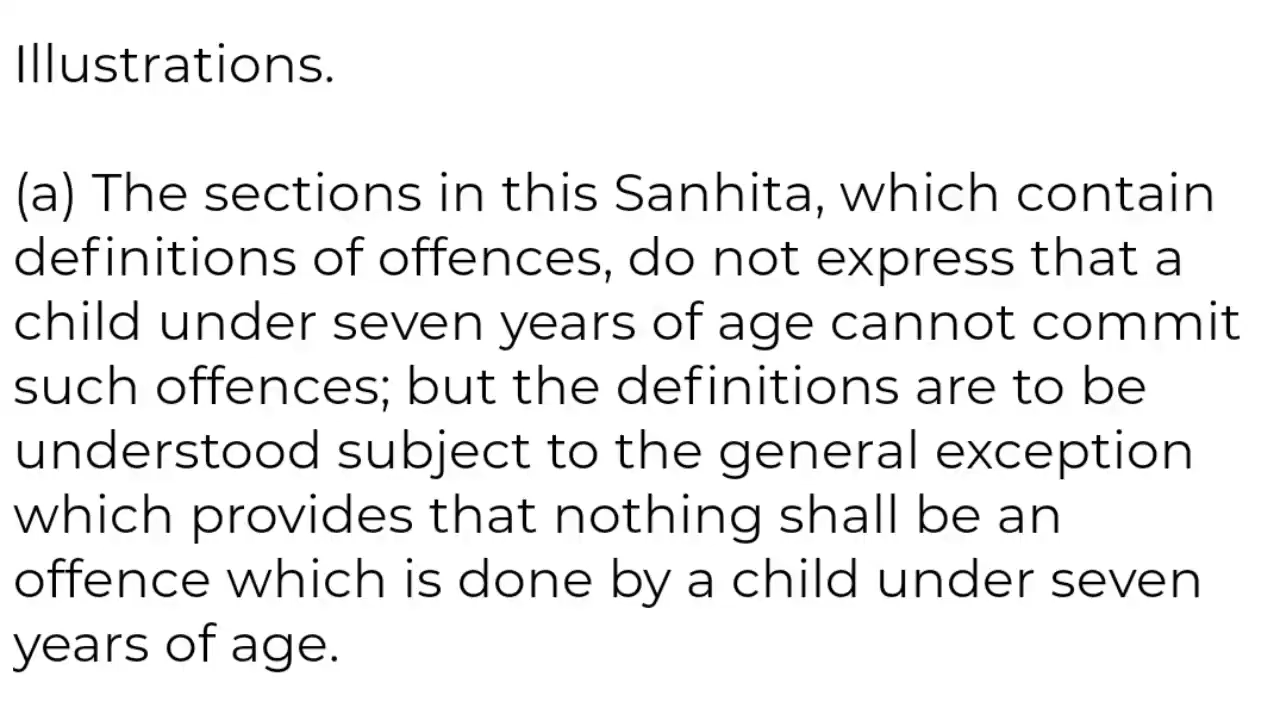 Illustrations.
(a) The sections in this Sanhita, which contain
definitions of offences, do not express that a
child under seven years of age cannot commit
such offences; but the definitions are to be
understood subject to the general exception
which provides that nothing shall be an
offence which is done by a child under seven
years of age.